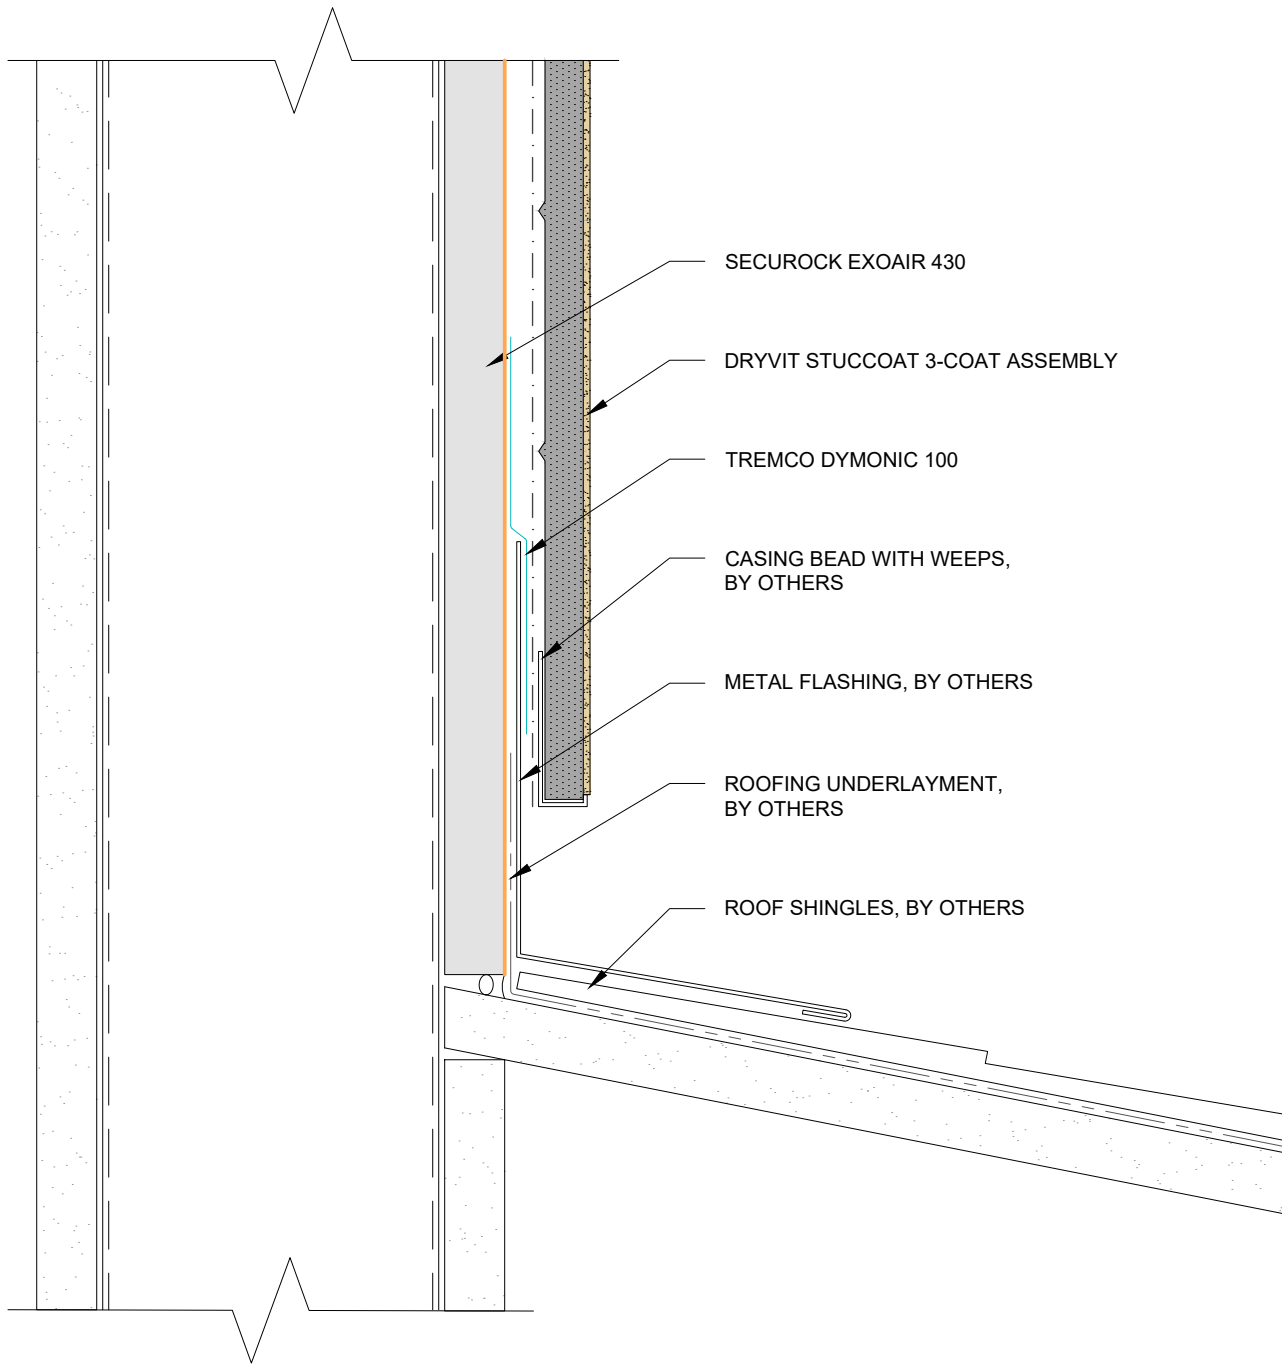 SECUROCK EXOAIR 430
DRYVIT STUCCOAT 3-COAT ASSEMBLY
TREMCO DYMONIC 100
CASING BEAD WITH WEEPS,
BY OTHERS
METAL FLASHING, BY OTHERS
ROOFING UNDERLAYMENT,
BY OTHERS
ROOF SHINGLES, BY OTHERS